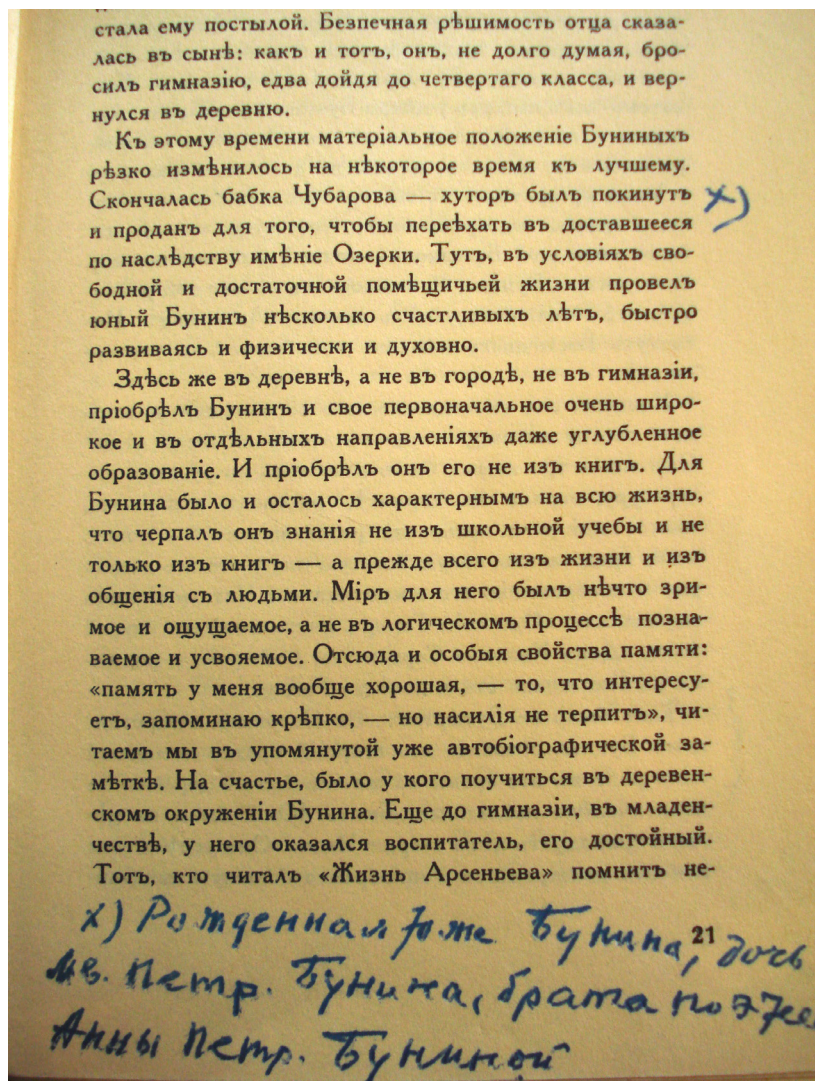 стала ему постылой. Безпечная рѣшимость отца сказа-
лась въ сынѣ: какъ и тотъ, онъ, не долго думая, бро-
силъ гимназію, едва дойдя до четвертаго класса, и вер-
нулся въ деревню.
Къ этому времени матеріальное положеніе Буниныхъ
рѣзко измѣнилось на нѣкоторое время къ лучшему.
Скончалась бабка Чубарова — хуторъ былъ покинутъ х)
и проданъ для того, чтобы переѣхать въ доставшееся
по наслѣдству имѣніе Озерки. Тутъ, въ условіяхъ сво-
бодной и достаточной помѣщичьей жизни провелъ
юный Бунинъ нѣсколько счастливыхъ лѣтъ, быстро
развиваясь и физически и духовно.
Здѣсь же въ деревнѣ, а не въ городѣ, не въ гимназіи,
пріобрѣлъ Бунинъ и свое первоначальное очень широ-
кое и въ отдѣльныхъ направленіяхъ даже углубленное
образованіе. И пріобрѣлъ онъ его не изъ книгъ. Для
Бунина было и осталось характернымъ на всю жизнь,
что черпалъ онъ знанія не изъ школьной учебы и не
только изъ книгъ — а прежде всего изъ жизни и изъ
общенія съ людьми. Міръ для него былъ нѣчто зри-
мое и ощущаемое, а не въ логическомъ процессѣ позна-
ваемое и усвояемое. Отсюда и особыя свойства памяти:
«память у меня вообще хорошая, — то, что интересу-
етъ, запоминаю крѣпко, — но насилія не терпитъ», чи-
таемъ мы въ упомянутой уже автобіографической за-
мѣткѣ. На счастье, было у кого поучиться въ деревен-
скомъ окруженіи Бунина. Еще до гимназіи, въ младен-
чествѣ, у него оказался воспитатель, его достойный.
Тотъ, кто читалъ «Жизнь Арсеньева» помнитъ не-
21
х) Рожденная тоже Бунина, дочь
Ив. Петр. Бунина, брата
Анны Петр. Буниной